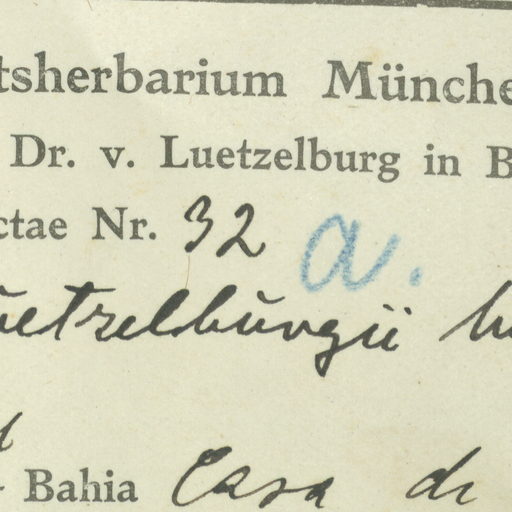 tsherbarium Münche
Dr. v. Luetzelburg in B
ctae Nr. 32 a.
uetzelburgii
Bahia Casa de